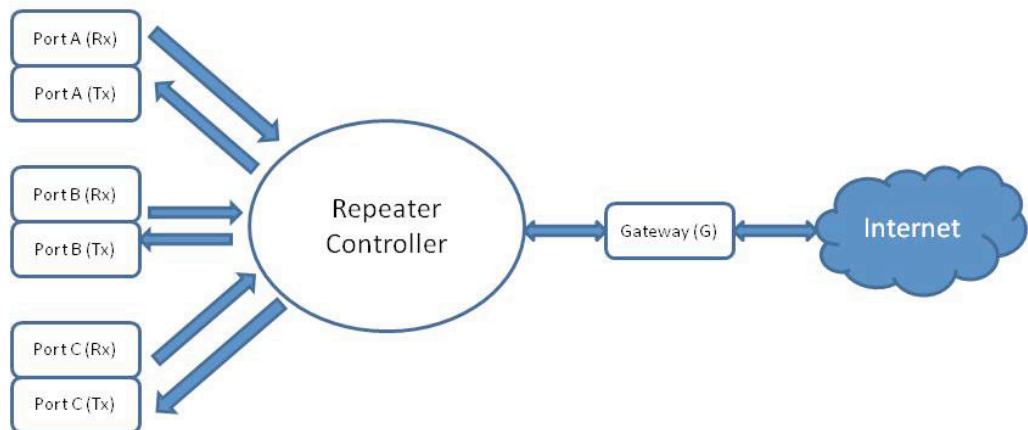 Port A (Rx)
Port A (Tx)
Port B (Rx)
Port B (Tx)
Port C (Rx)
Port C (Tx)
Repeater
Controller
Gateway (G)
Internet